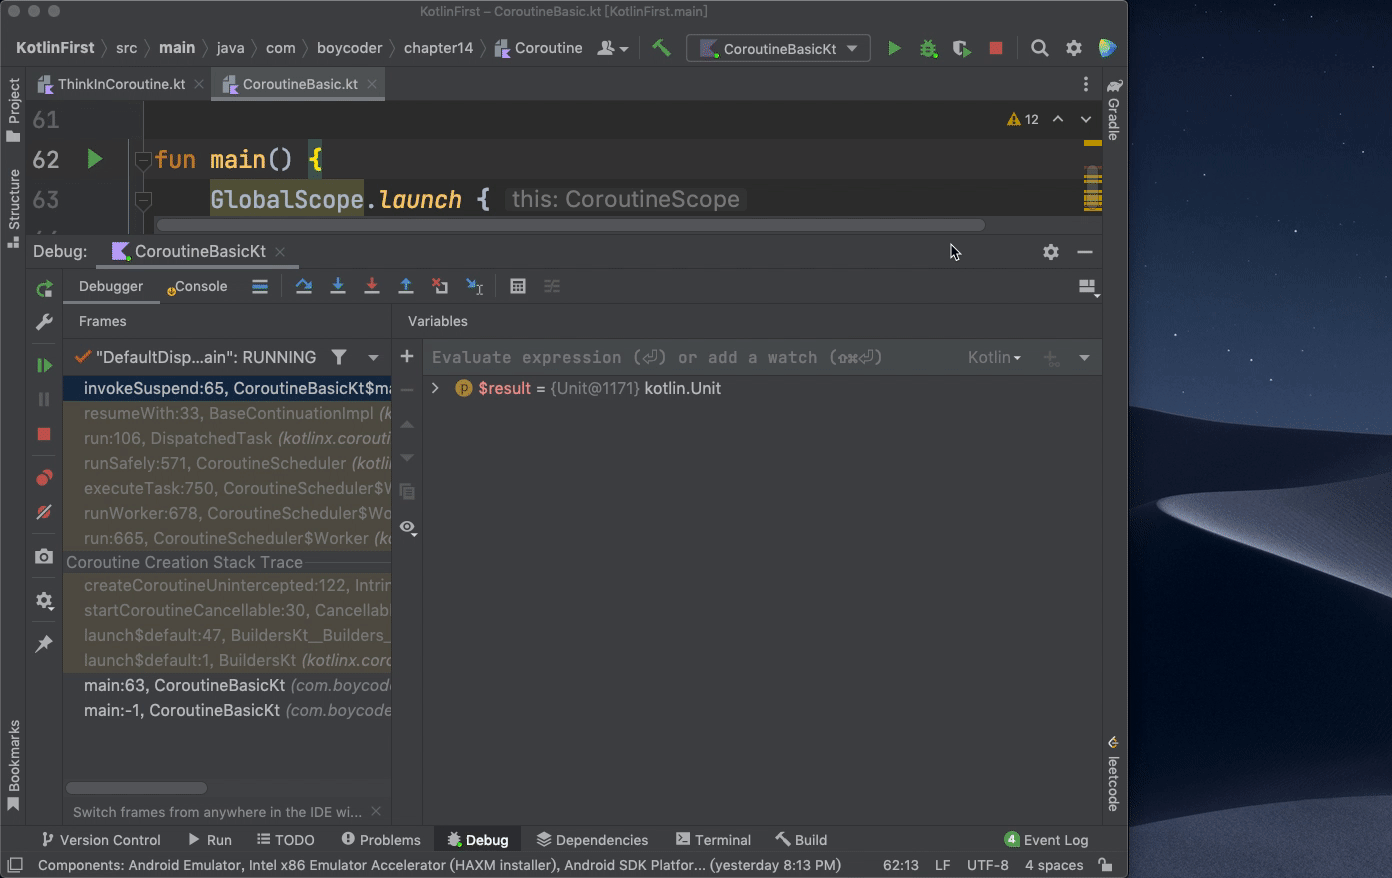 KotlinFirst – CoroutineBasic.kt [KotlinFirst.main]
KotlinFirst src main java com boycoder chapter14 Coroutine CoroutineBasicKt
ThinkInCoroutine.kt CoroutineBasic.kt
61 12
62 fun main() {
63 GlobalScope.launch { this: CoroutineScope
Debug: CoroutineBasicKt
Debugger Console
Frames Variables
"DefaultDisp...ain": RUNNING Evaluate expression (⏎) or add a watch (⇧⌘⏎) Kotlin
invokeSuspend:65, CoroutineBasicKt$ma $result = {Unit@1171} kotlin.Unit
resumeWith:33, BaseContinuationImpl (k
run:106, DispatchedTask (kotlinx.corouti
runSafely:571, CoroutineScheduler (kotli
executeTask:750, CoroutineScheduler$W
runWorker:678, CoroutineScheduler$Wo
run:665, CoroutineScheduler$Worker (ko
Coroutine Creation Stack Trace
createCoroutineUnintercepted:122, Intrin
startCoroutineCancellable:30, Cancellab
launch$default:47, BuildersKt__Builders_
launch$default:1, BuildersKt (kotlinx.coro
main:63, CoroutineBasicKt (com.boycode
main:-1, CoroutineBasicKt (com.boycode
Switch frames from anywhere in the IDE wi...
Version Control Run TODO Problems Debug Dependencies Terminal Build 4 Event Log
Components: Android Emulator, Intel x86 Emulator Accelerator (HAXM installer), Android SDK Platfor... (yesterday 8:13 PM) 62:13 LF UTF-8 4 spaces
Project
Structure
Bookmarks
Gradle
leetcode